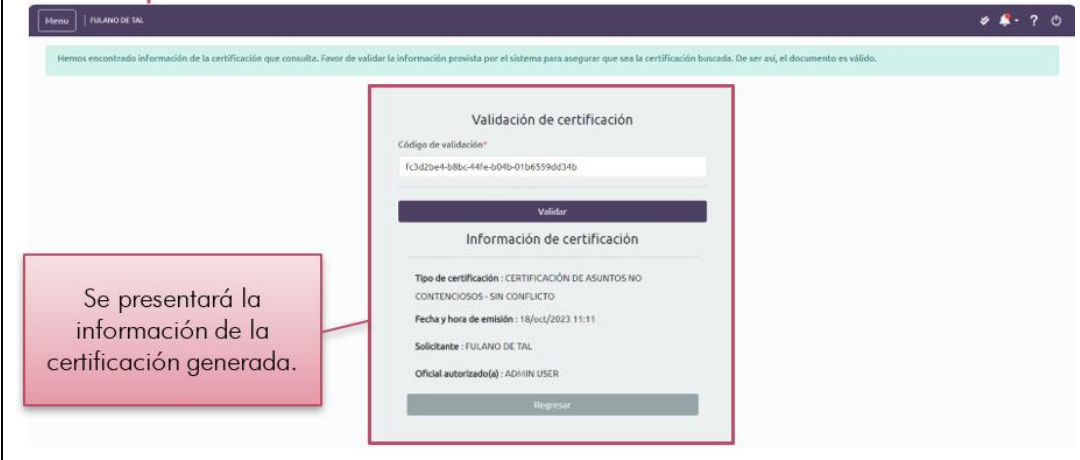 Menu | FULANO DE TAL
Hemos encontrado información de la certificación que consulta. Favor de validar la información provista por el sistema para asegurar que sea la certificación buscada. De ser así, el documento es válido.
Validación de certificación
Código de validación*
fc3d2be4-b8bc-44fe-b04b-01b6559dd34b
Validar
Información de certificación
Tipo de certificación : CERTIFICACIÓN DE ASUNTOS NO
CONTENCIOSOS - SIN CONFLICTO
Fecha y hora de emisión : 18/oct/2023 11:11
Solicitante : FULANO DE TAL
Oficial autorizado(a) : ADMIN USER
Regresar
Se presentará la
información de la
certificación generada.